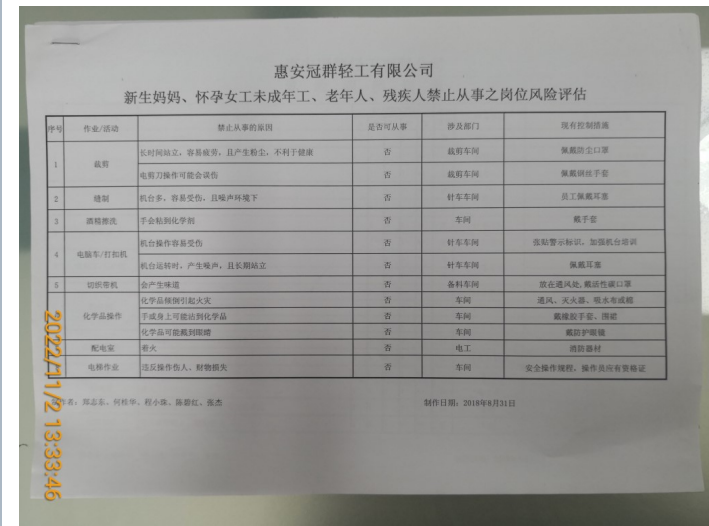 惠安冠群轻工有限公司
新生妈妈、怀孕女工未成年工、老年人、残疾人禁止从事之岗位风险评估
序号 作业/活动 禁止从事的原因 是否可从事 涉及部门 现有控制措施
1 裁剪 长时间站立，容易疲劳，且产生粉尘，不利于健康 否 裁剪车间 佩戴防尘口罩
电剪刀操作可能会误伤 否 裁剪车间 佩戴钢丝手套
2 缝制 机台多，容易受伤，且噪声环境下 否 针车车间 员工佩戴耳塞
3 酒精擦洗 手会粘到化学剂 否 车间 戴手套
4 电脑车/打扣机 机台操作容易受伤 否 针车车间 张贴警示标识，加强机台培训
机台运转时，产生噪声，且长期站立 否 针车车间 佩戴耳塞
5 切织带机 会产生味道 否 备料车间 放在通风处,戴活性碳口罩
化学品操作 化学品倾倒引起火灾 否 车间 通风、灭火器、吸水布或棉
手或身上可能沾到化学品 否 车间 戴橡胶手套、围裙
化学品可能溅到眼睛 否 车间 戴防护眼镜
配电室 着火 否 电工 消防器材
电梯作业 违反操作伤人、财物损失 否 车间 安全操作规程，操作员应有资格证
者：郑志东、何棕华、程小珠、陈碧红、张杰 制作日期：2018年8月31日
2022/11/2 13:33:46